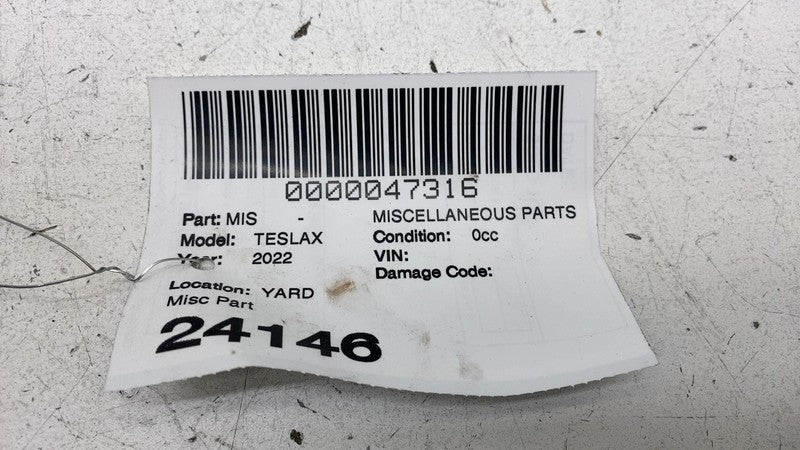 0000047316
Part: MIS - MISCELLANEOUS PARTS
Model: TESLAX Condition: 0cc
Year: 2022 VIN:
Damage Code:
Location: YARD
Misc Part
24146